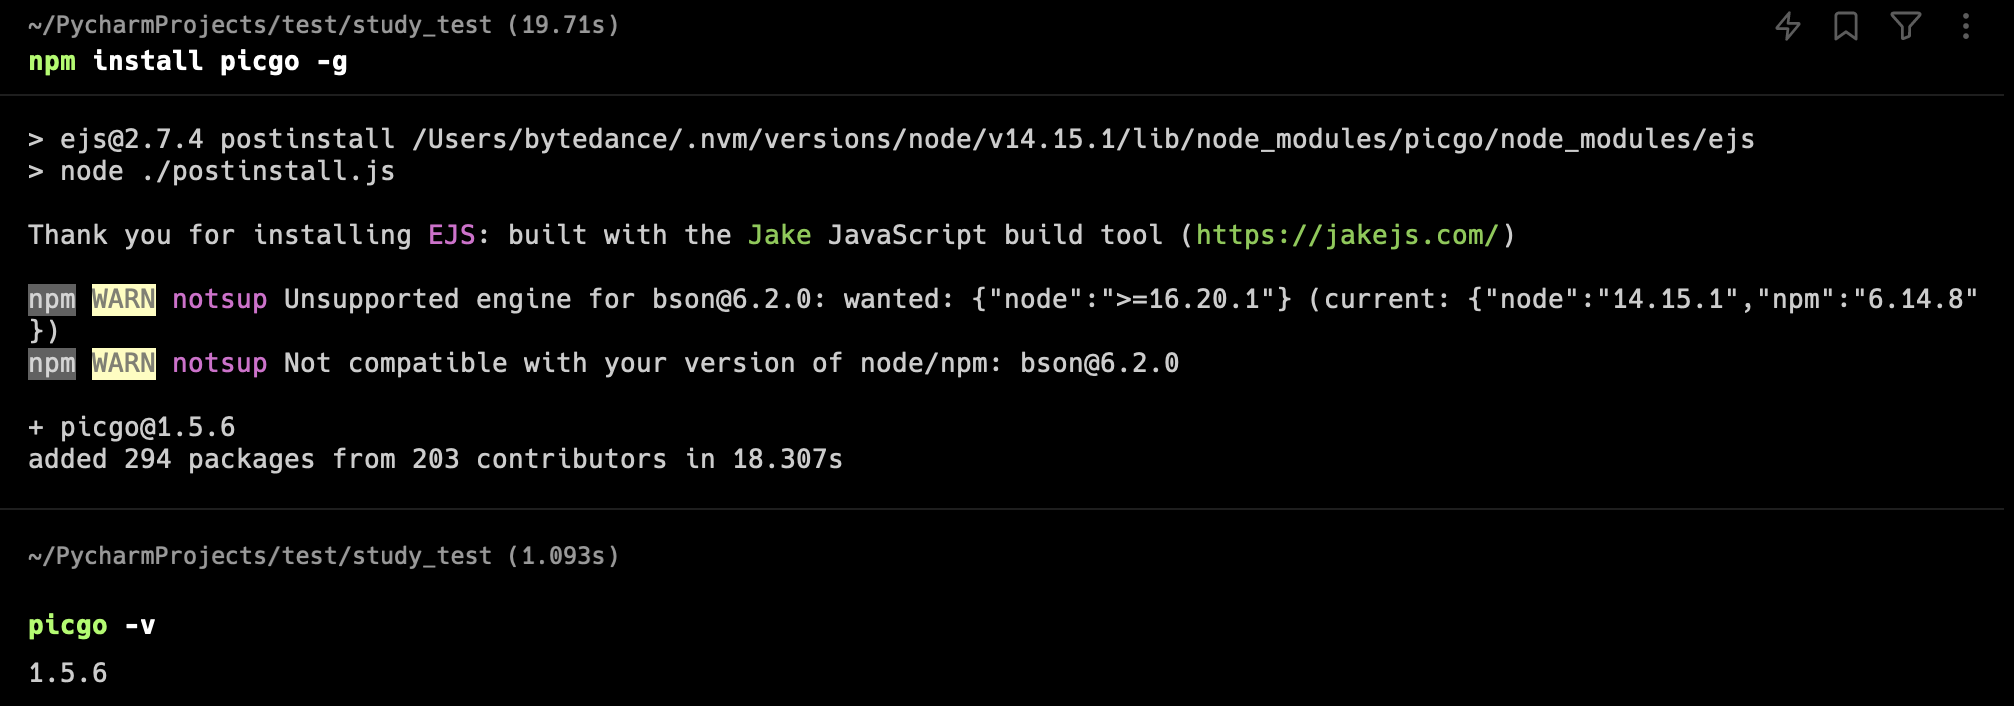 ~/PycharmProjects/test/study_test (19.71s)
npm install picgo -g
> ejs@2.7.4 postinstall /Users/bytedance/.nvm/versions/node/v14.15.1/lib/node_modules/picgo/node_modules/ejs
> node ./postinstall.js
Thank you for installing EJS: built with the Jake JavaScript build tool (https://jakejs.com/)
npm WARN notsup Unsupported engine for bson@6.2.0: wanted: {"node":">=16.20.1"} (current: {"node":"14.15.1","npm":"6.14.8"
})
npm WARN notsup Not compatible with your version of node/npm: bson@6.2.0
+ picgo@1.5.6
added 294 packages from 203 contributors in 18.307s
~/PycharmProjects/test/study_test (1.093s)
picgo -v
1.5.6